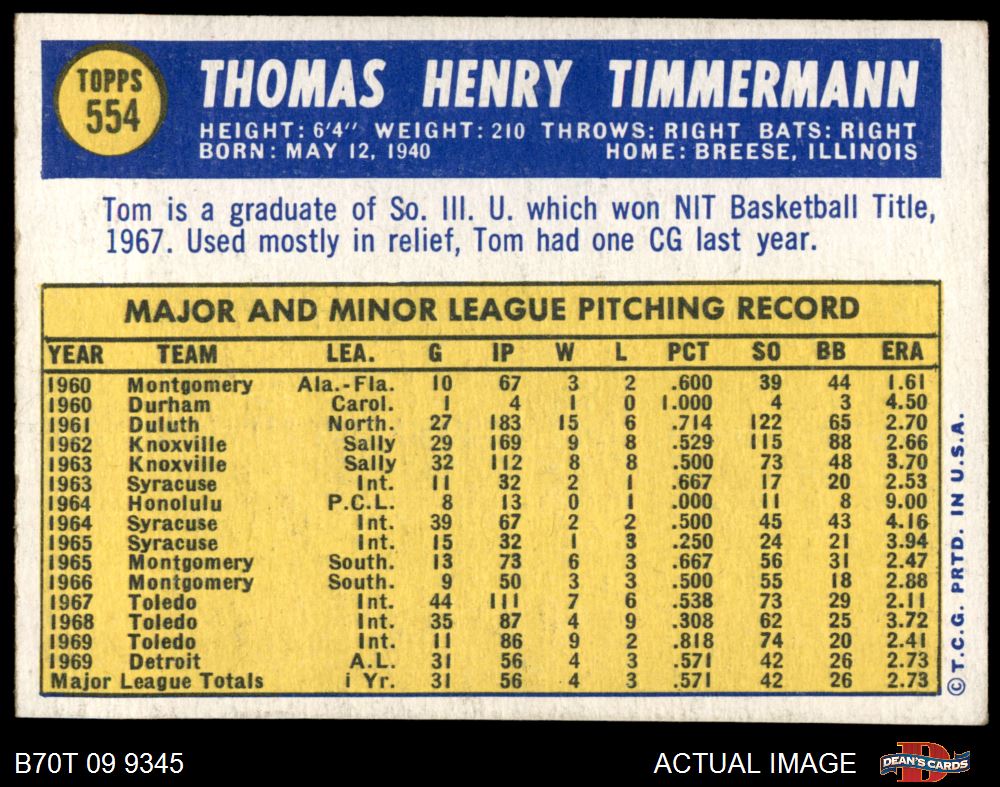 TOPPS
554
THOMAS HENRY TIMMERMANN
HEIGHT: 6'4" WEIGHT: 210 THROWS: RIGHT BATS: RIGHT
BORN: MAY 12, 1940 HOME: BREESE, ILLINOIS
Tom is a graduate of So. Ill. U. which won NIT Basketball Title,
1967. Used mostly in relief, Tom had one CG last year.
MAJOR AND MINOR LEAGUE PITCHING RECORD
YEAR TEAM LEA. G IP W L PCT SO BB ERA
1960 Montgomery Ala.-Fla. 10 67 3 2 .600 39 44 1.61
1960 Durham Carol. 1 4 1 0 1.000 4 3 4.50
1961 Duluth North. 27 183 15 6 .714 122 65 2.70
1962 Knoxville Sally 29 169 9 8 .529 115 88 2.66
1963 Knoxville Sally 32 112 8 8 .500 73 48 3.70
1963 Syracuse Int. 11 32 2 1 .667 17 20 2.53
1964 Honolulu P.C.L. 8 13 0 1 .000 11 8 9.00
1964 Syracuse Int. 39 67 2 2 .500 45 43 4.16
1965 Syracuse Int. 15 32 1 3 .250 24 21 3.94
1965 Montgomery South. 13 73 6 3 .667 56 31 2.47
1966 Montgomery South. 9 50 3 3 .500 55 18 2.88
1967 Toledo Int. 44 111 7 6 .538 73 29 2.11
1968 Toledo Int. 35 87 4 9 .308 62 25 3.72
1969 Toledo Int. 11 86 9 2 .818 74 20 2.41
1969 Detroit A.L. 31 56 4 3 .571 42 26 2.73
Major League Totals 1 Yr. 31 56 4 3 .571 42 26 2.73
© T.C.G. PRTD. IN U.S.A.
B70T 09 9345 ACTUAL IMAGE
D
DEAN'S CARDS